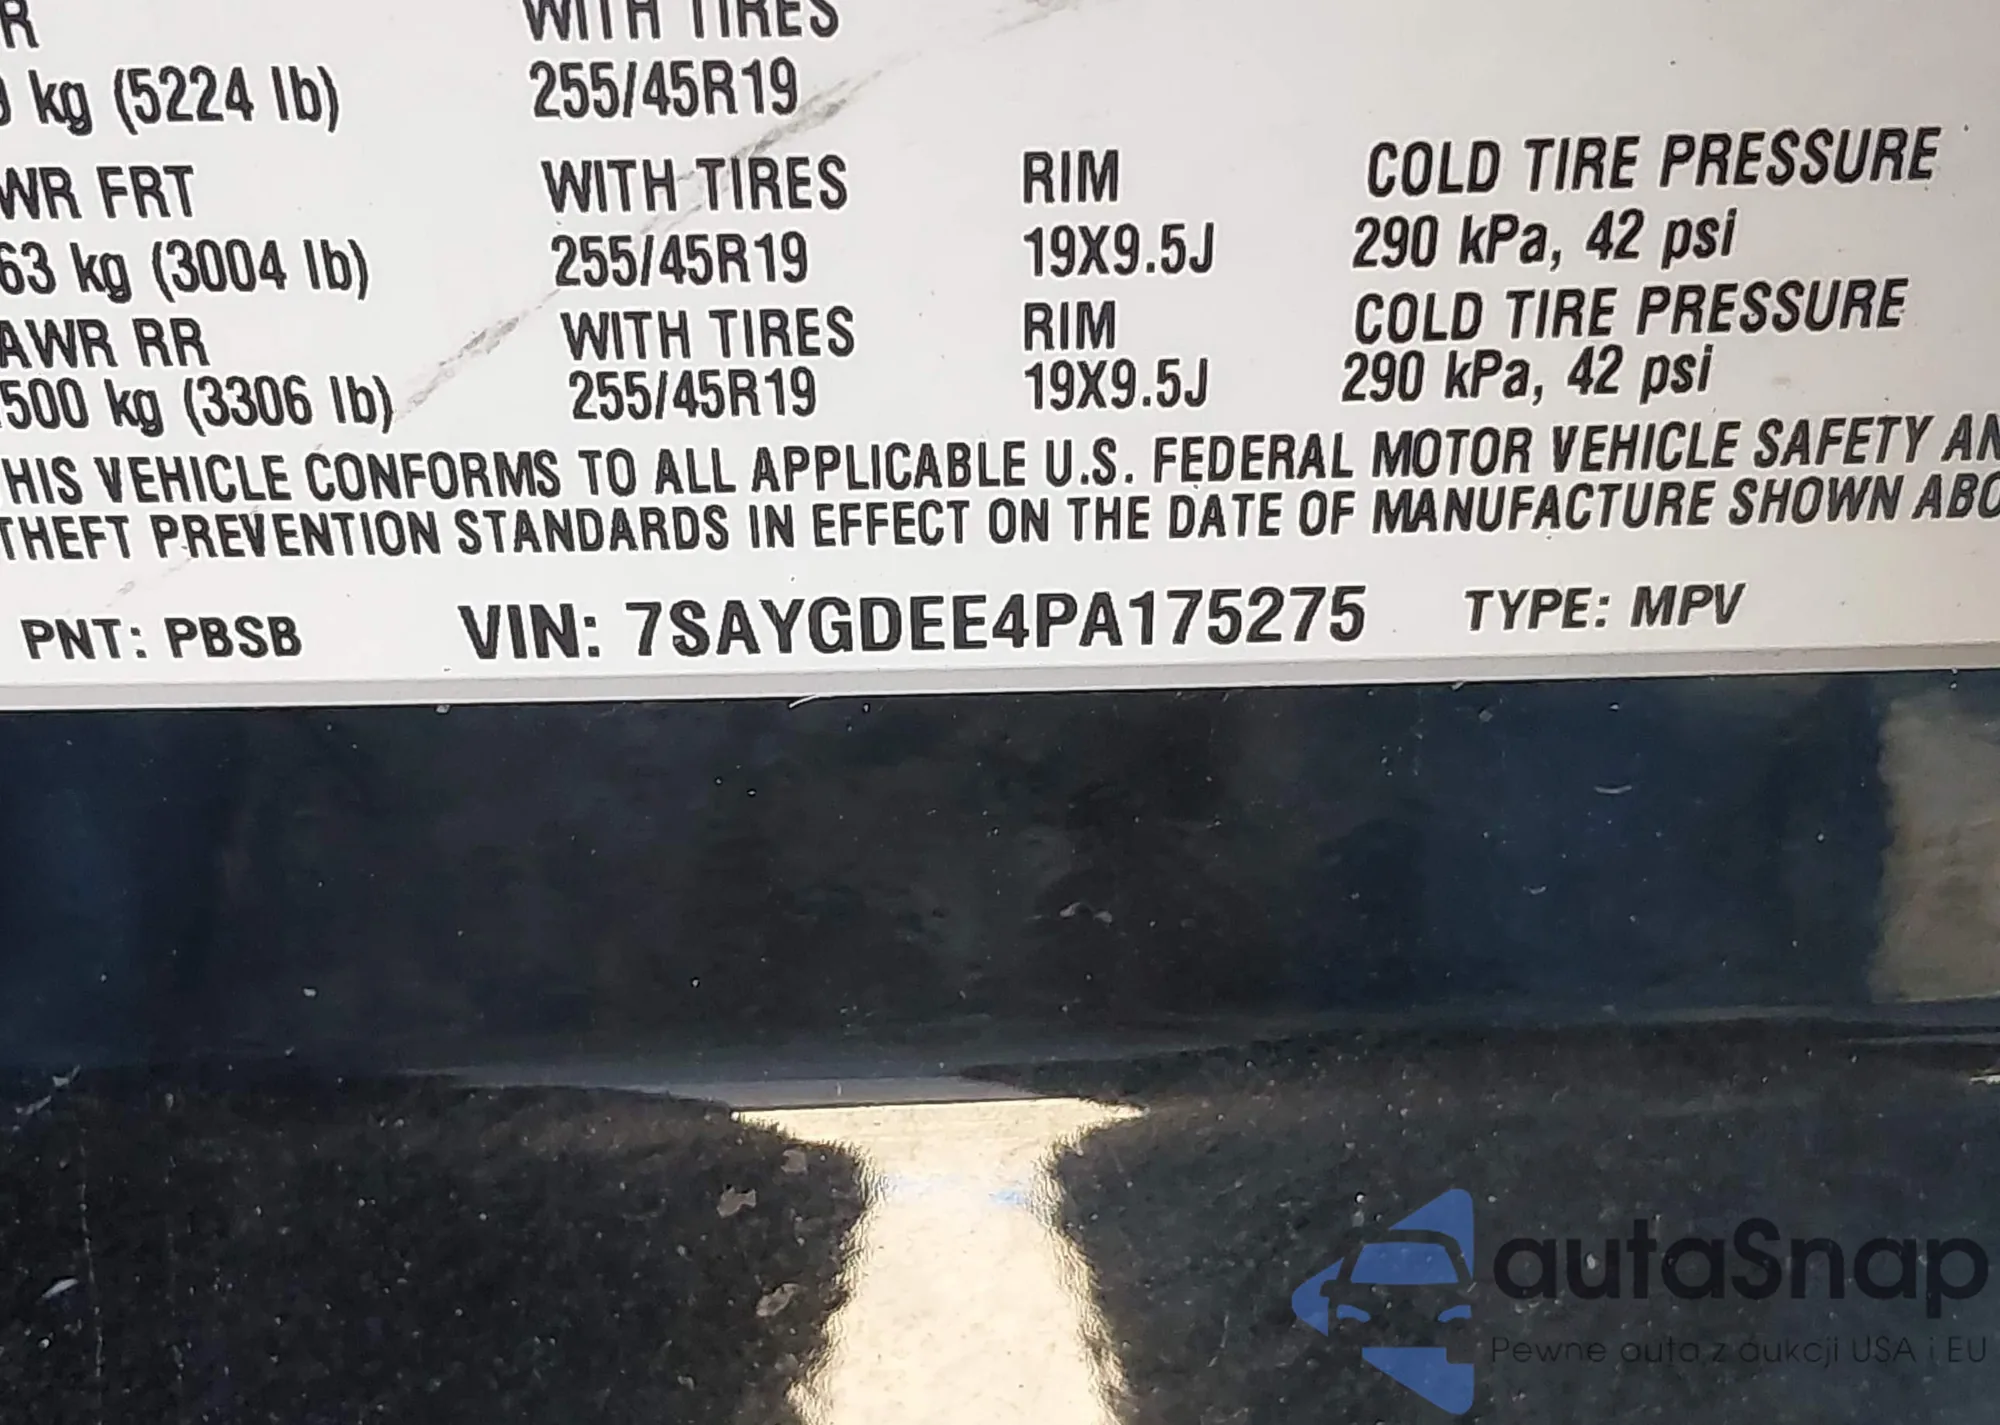 R WITH TIRES
kg (5224 lb) 255/45R19
WR FRT WITH TIRES RIM COLD TIRE PRESSURE
63 kg (3004 lb) 255/45R19 19X9.5J 290 kPa, 42 psi
AWR RR WITH TIRES RIM COLD TIRE PRESSURE
500 kg (3306 lb) 255/45R19 19X9.5J 290 kPa, 42 psi
HIS VEHICLE CONFORMS TO ALL APPLICABLE U.S. FEDERAL MOTOR VEHICLE SAFETY AN
THEFT PREVENTION STANDARDS IN EFFECT ON THE DATE OF MANUFACTURE SHOWN ABO
PNT: PBSB VIN: 7SAYGDEE4PA175275 TYPE: MPV
autaSnap
Pewne auta z aukcji USA i EU